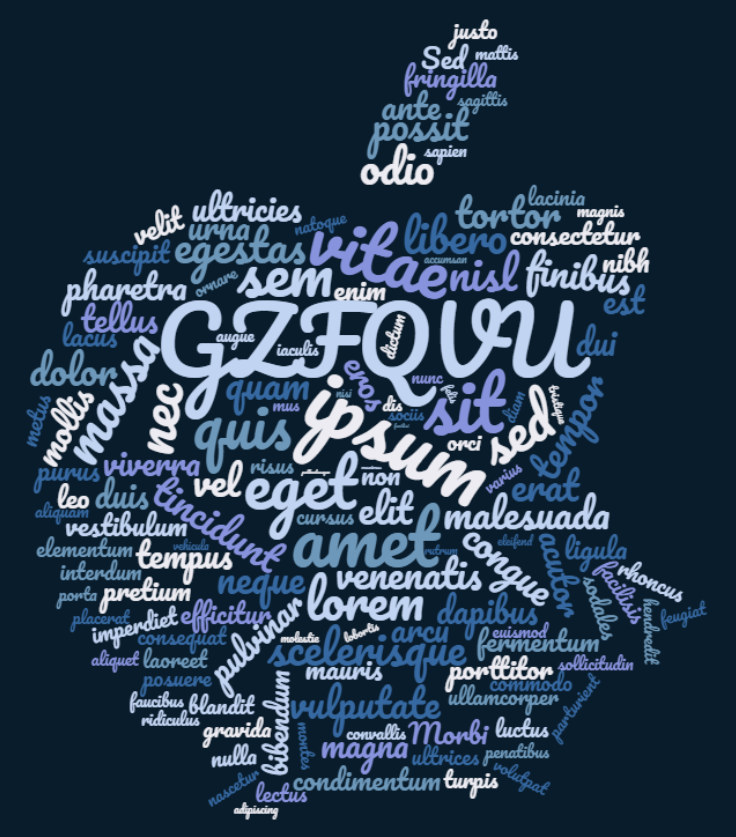 justo
Sed mattis
fringilla
ante sagittis
possit
sapien
odio
lacinia
velit ultricies natoque tortor magnis
urna libero consectetur
suscipit egestas vitae accumsan nibh
pharetra ornare sem enim nisl finibus
est
tellus GZFQVU
lacus augue iaculis dictum dui
dolor massa eros nunc
metus mollis nec quam mus nisi dis sociis felis sit diam tristique tempor
quis ipsum orci sed
purus viverra vel risus non varius erat
leo duis tincidunt eget elit
aliquam vestibulum cursus malesuada
elementum tempus vehicula amet rutrum congue eleifend auctor ligula
interdum neque venenatis facilisis rhoncus
porta pretium lorem sodales hendrerit
placerat imperdiet efficitur pulvinar dapibus feugiat
consequat molestie lobortis arcu euismod
aliquet laoreet scelerisque fermentum
posuere mauris porttitor sollicitudin
faucibus blandit vulputate ullamcorper commodo parturient
ridiculus bibendum
gravida montes convallis Morbi luctus
nulla magna ultrices penatibus
nascetur condimentum turpis volutpat
lectus
adipiscing